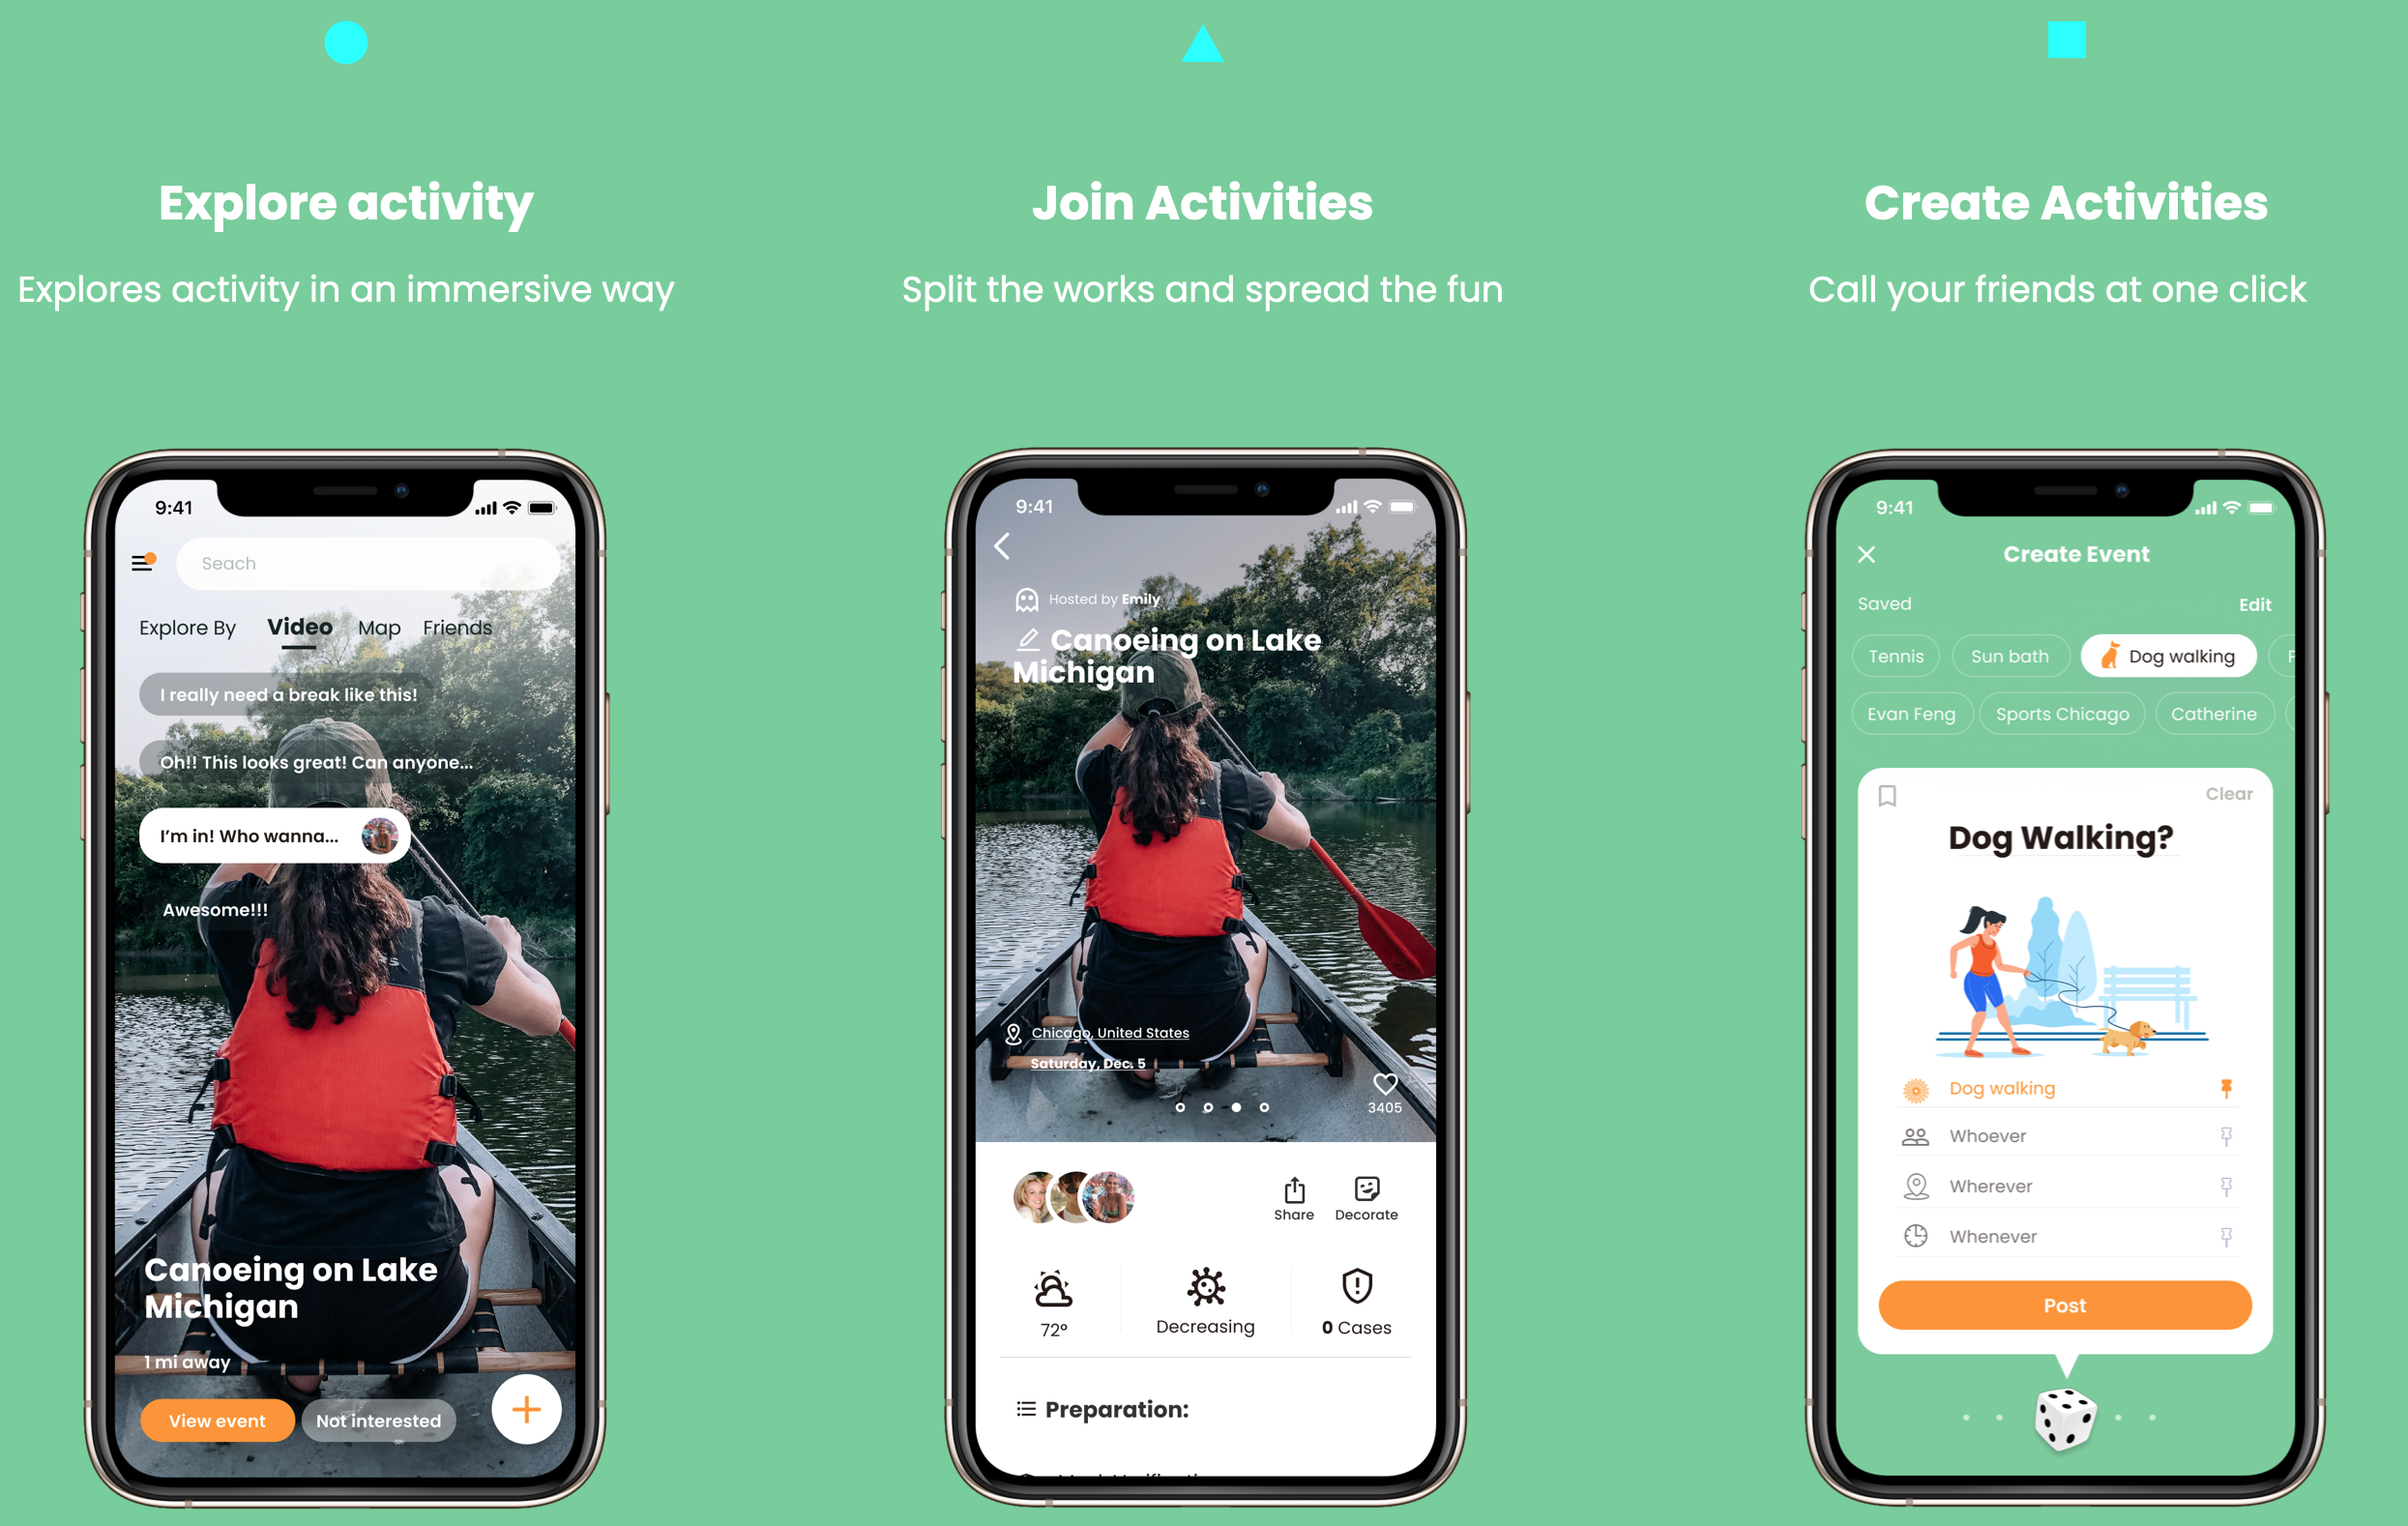 Explore activity
Explores activity in an immersive way
9:41
Seach
Explore By Video Map Friends
I really need a break like this!
Oh!! This looks great! Can anyone...
I'm in! Who wanna...
Awesome!!!
Canoeing on Lake
Michigan
1 mi away
View event Not interested
Join Activities
Split the works and spread the fun
9:41
Hosted by Emily
Canoeing on Lake
Michigan
Chicago, United States
Saturday, Dec. 5
3405
Share Decorate
72° Decreasing 0 Cases
Preparation:
Create Activities
Call your friends at one click
9:41
Create Event
Saved Edit
Tennis Sun bath Dog walking
Evan Feng Sports Chicago Catherine
Clear
Dog Walking?
Dog walking
Whoever
Wherever
Whenever
Post